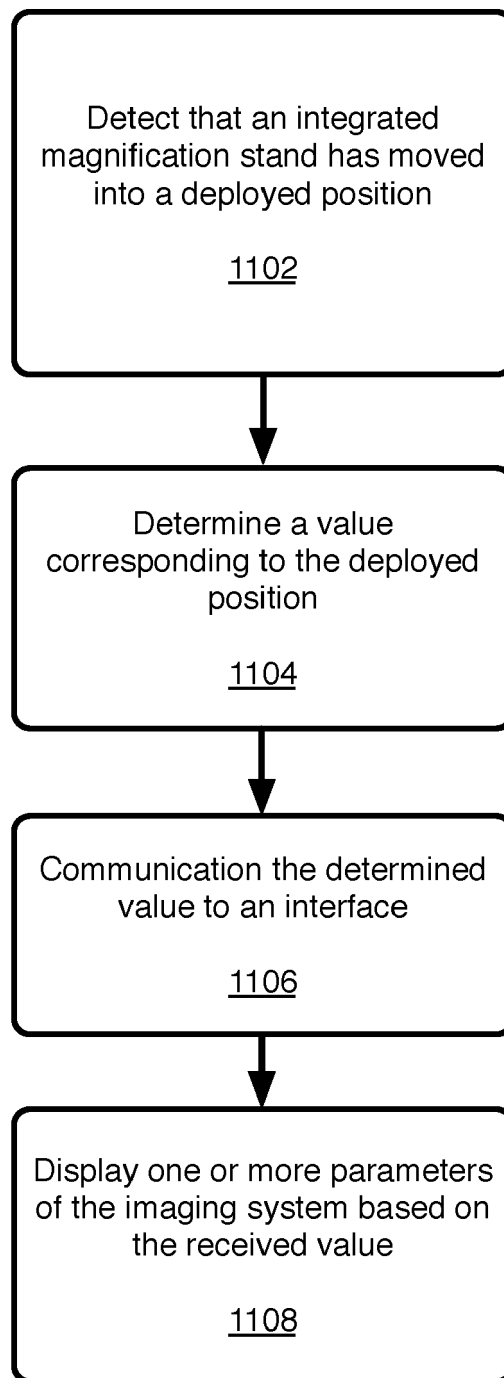 Detect that an integrated
magnification stand has moved
into a deployed position
1102
Determine a value
corresponding to the deployed
position
1104
Communication the determined
value to an interface
1106
Display one or more parameters
of the imaging system based on
the received value
1108